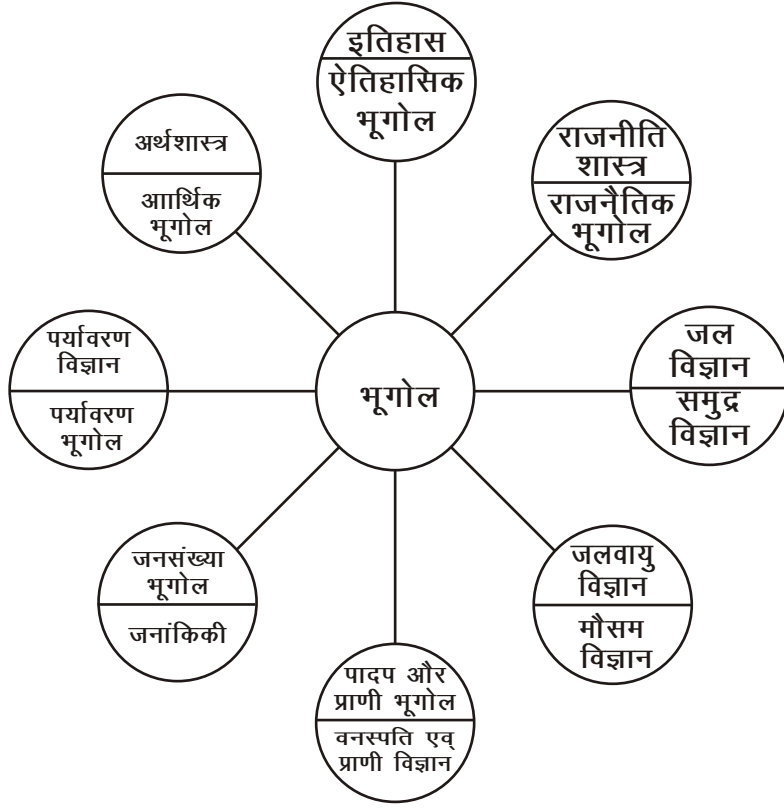 इतिहास
ऐतिहासिक
भूगोल
राजनीति
शास्त्र
राजनैतिक
भूगोल
अर्थशास्त्र
आार्थिक
भूगोल
जल
विज्ञान
समुद्र
विज्ञान
पर्यावरण
विज्ञान
पर्यावरण
भूगोल
भूगोल
जनसंख्या
भूगोल
जनांकिकी
जलवायु
विज्ञान
मौसम
विज्ञान
पादप और
प्राणी भूगोल
वनस्पति एव्
प्राणी विज्ञान